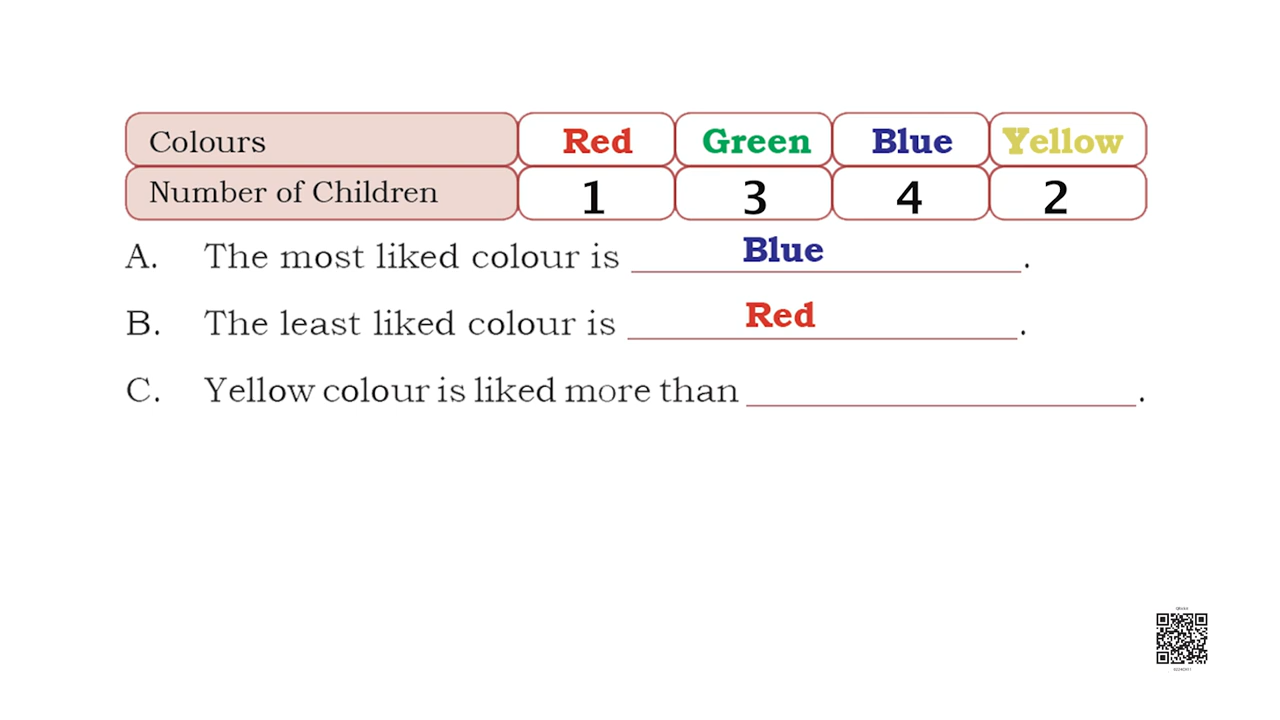 Colours Red Green Blue Yellow
Number of Children 1 3 4 2
A. The most liked colour is Blue .
B. The least liked colour is Red .
C. Yellow colour is liked more than .